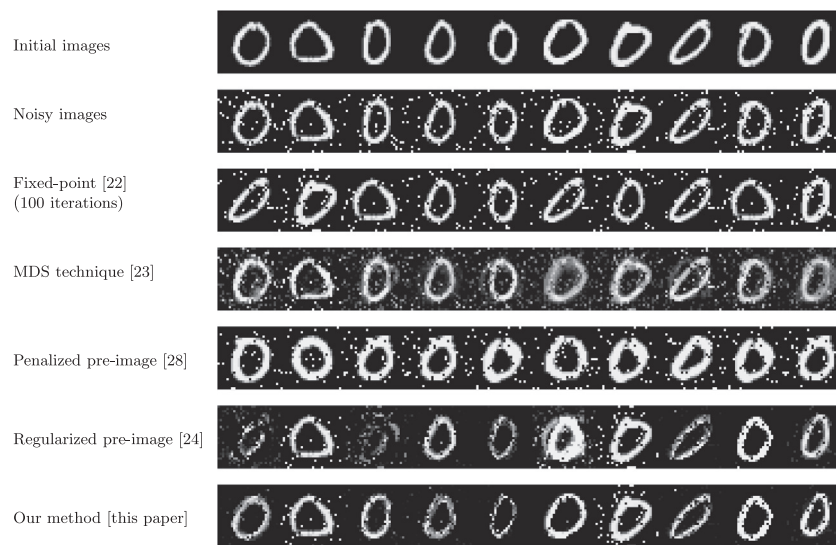 Initial images
Noisy images
Fixed-point [22]
(100 iterations)
MDS technique [23]
Penalized pre-image [28]
Regularized pre-image [24]
Our method [this paper]